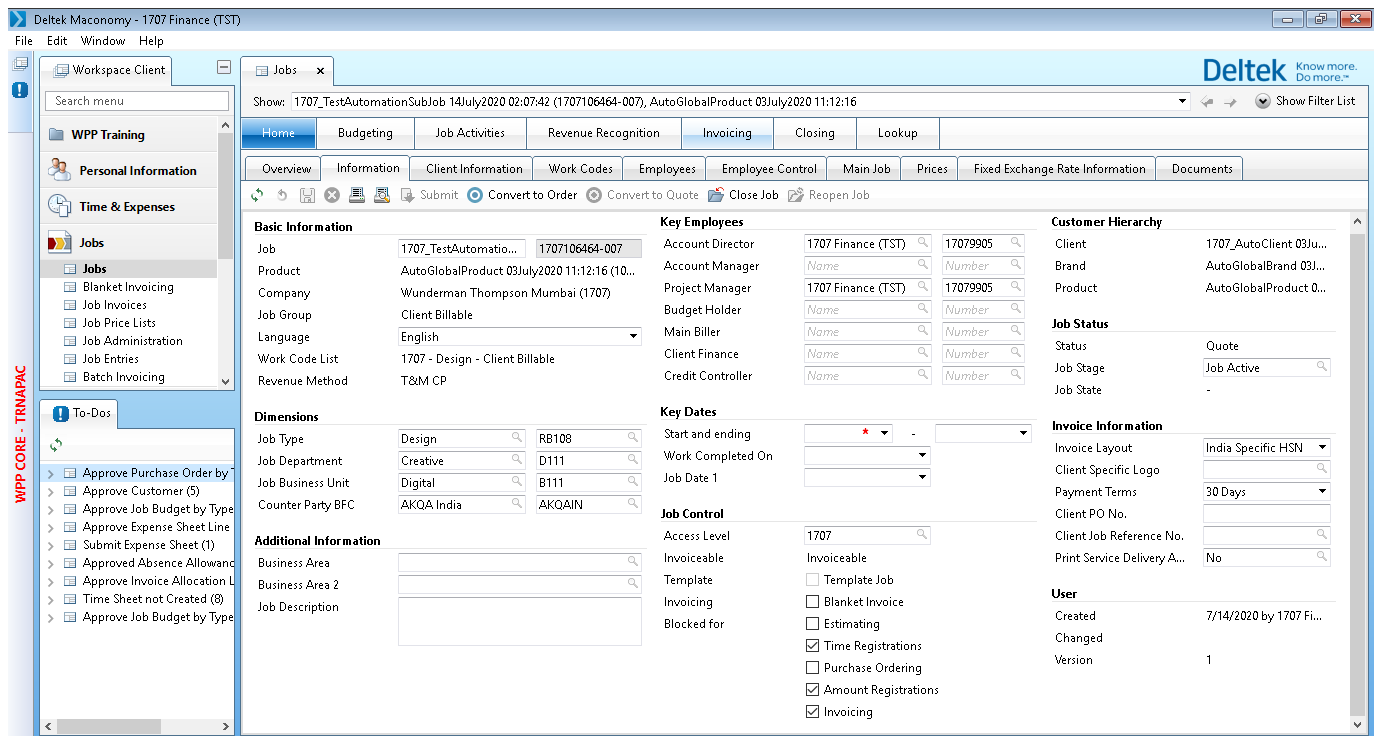 Deltek Maconomy - 1707 Finance (TST)
File Edit Window Help
WPP CORE - TRNAPAC
Workspace Client
Search menu
WPP Training
Personal Information
Time & Expenses
Jobs
Jobs
Blanket Invoicing
Job Invoices
Job Price Lists
Job Administration
Job Entries
Batch Invoicing
To-Dos
Approve Purchase Order by T
Approve Customer (5)
Approve Job Budget by Type
Approve Expense Sheet Line
Submit Expense Sheet (1)
Approved Absence Allowanc
Approve Invoice Allocation L
Time Sheet not Created (8)
Approve Job Budget by Type
Jobs
Deltek Know more. Do more.™
Show: 1707_TestAutomationSubJob 14July2020 02:07:42 (1707106464-007), AutoGlobalProduct 03July2020 11:12:16 Show Filter List
Home Budgeting Job Activities Revenue Recognition Invoicing Closing Lookup
Overview Information Client Information Work Codes Employees Employee Control Main Job Prices Fixed Exchange Rate Information Documents
Submit Convert to Order Convert to Quote Close Job Reopen Job
Basic Information
Job 1707_TestAutomatio... 1707106464-007
Product AutoGlobalProduct 03July2020 11:12:16 (10...
Company Wunderman Thompson Mumbai (1707)
Job Group Client Billable
Language English
Work Code List 1707 - Design - Client Billable
Revenue Method T&M CP
Dimensions
Job Type Design RB108
Job Department Creative D111
Job Business Unit Digital B111
Counter Party BFC AKQA India AKQAIN
Additional Information
Business Area
Business Area 2
Job Description
Key Employees
Account Director 1707 Finance (TST) 17079905
Account Manager Name Number
Project Manager 1707 Finance (TST) 17079905
Budget Holder Name Number
Main Biller Name Number
Client Finance Name Number
Credit Controller Name Number
Key Dates
Start and ending * -
Work Completed On
Job Date 1
Job Control
Access Level 1707
Invoiceable Invoiceable
Template Template Job
Invoicing Blanket Invoice
Blocked for Estimating
Time Registrations
Purchase Ordering
Amount Registrations
Invoicing
Customer Hierarchy
Client 1707_AutoClient 03Ju...
Brand AutoGlobalBrand 03J...
Product AutoGlobalProduct 0...
Job Status
Status Quote
Job Stage Job Active
Job State -
Invoice Information
Invoice Layout India Specific HSN
Client Specific Logo
Payment Terms 30 Days
Client PO No.
Client Job Reference No.
Print Service Delivery A... No
User
Created 7/14/2020 by 1707 Fi...
Changed
Version 1